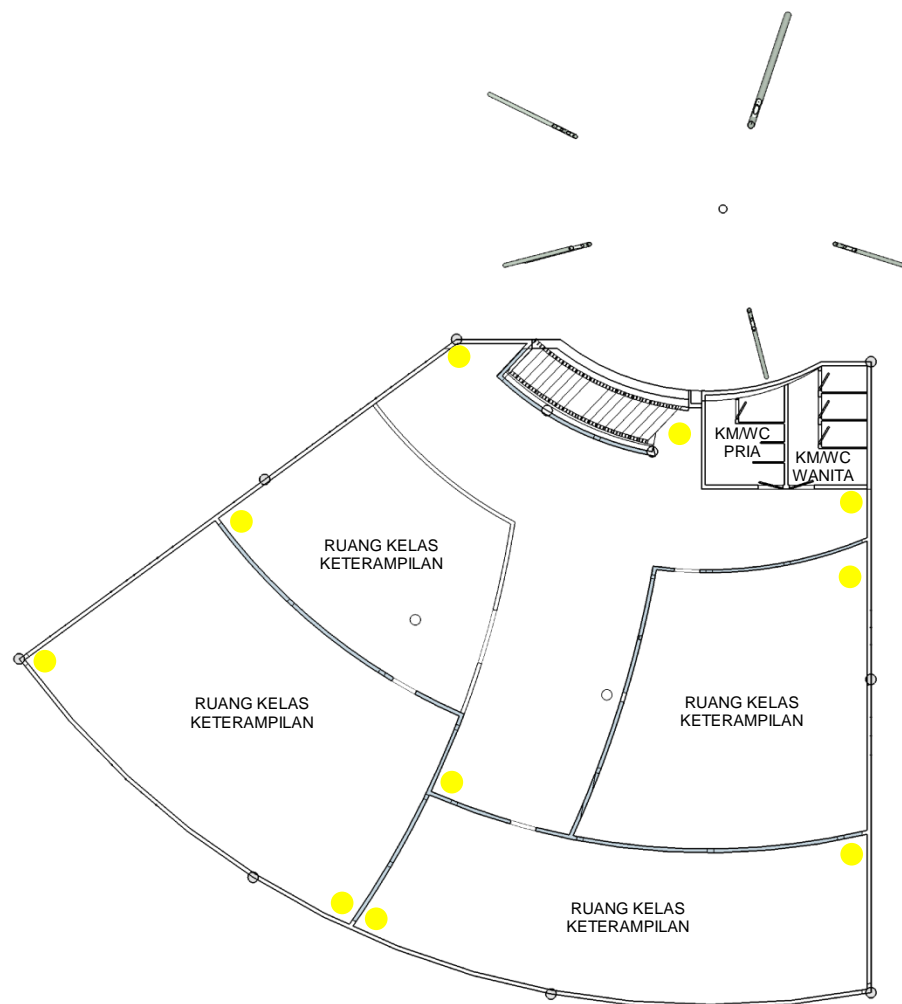 KM/WC
PRIA
KM/WC
WANITA
RUANG KELAS
KETERAMPILAN
RUANG KELAS
KETERAMPILAN
RUANG KELAS
KETERAMPILAN
RUANG KELAS
KETERAMPILAN